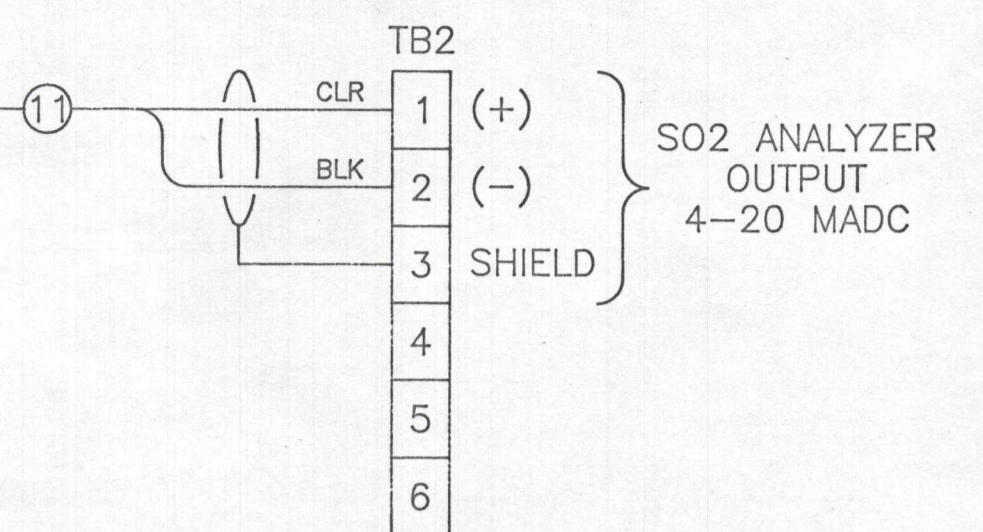 TB2
11
CLR
1
(+)
BLK
2
(-)
3
SHIELD
SO2 ANALYZER
OUTPUT
4-20 MADC
4
5
6